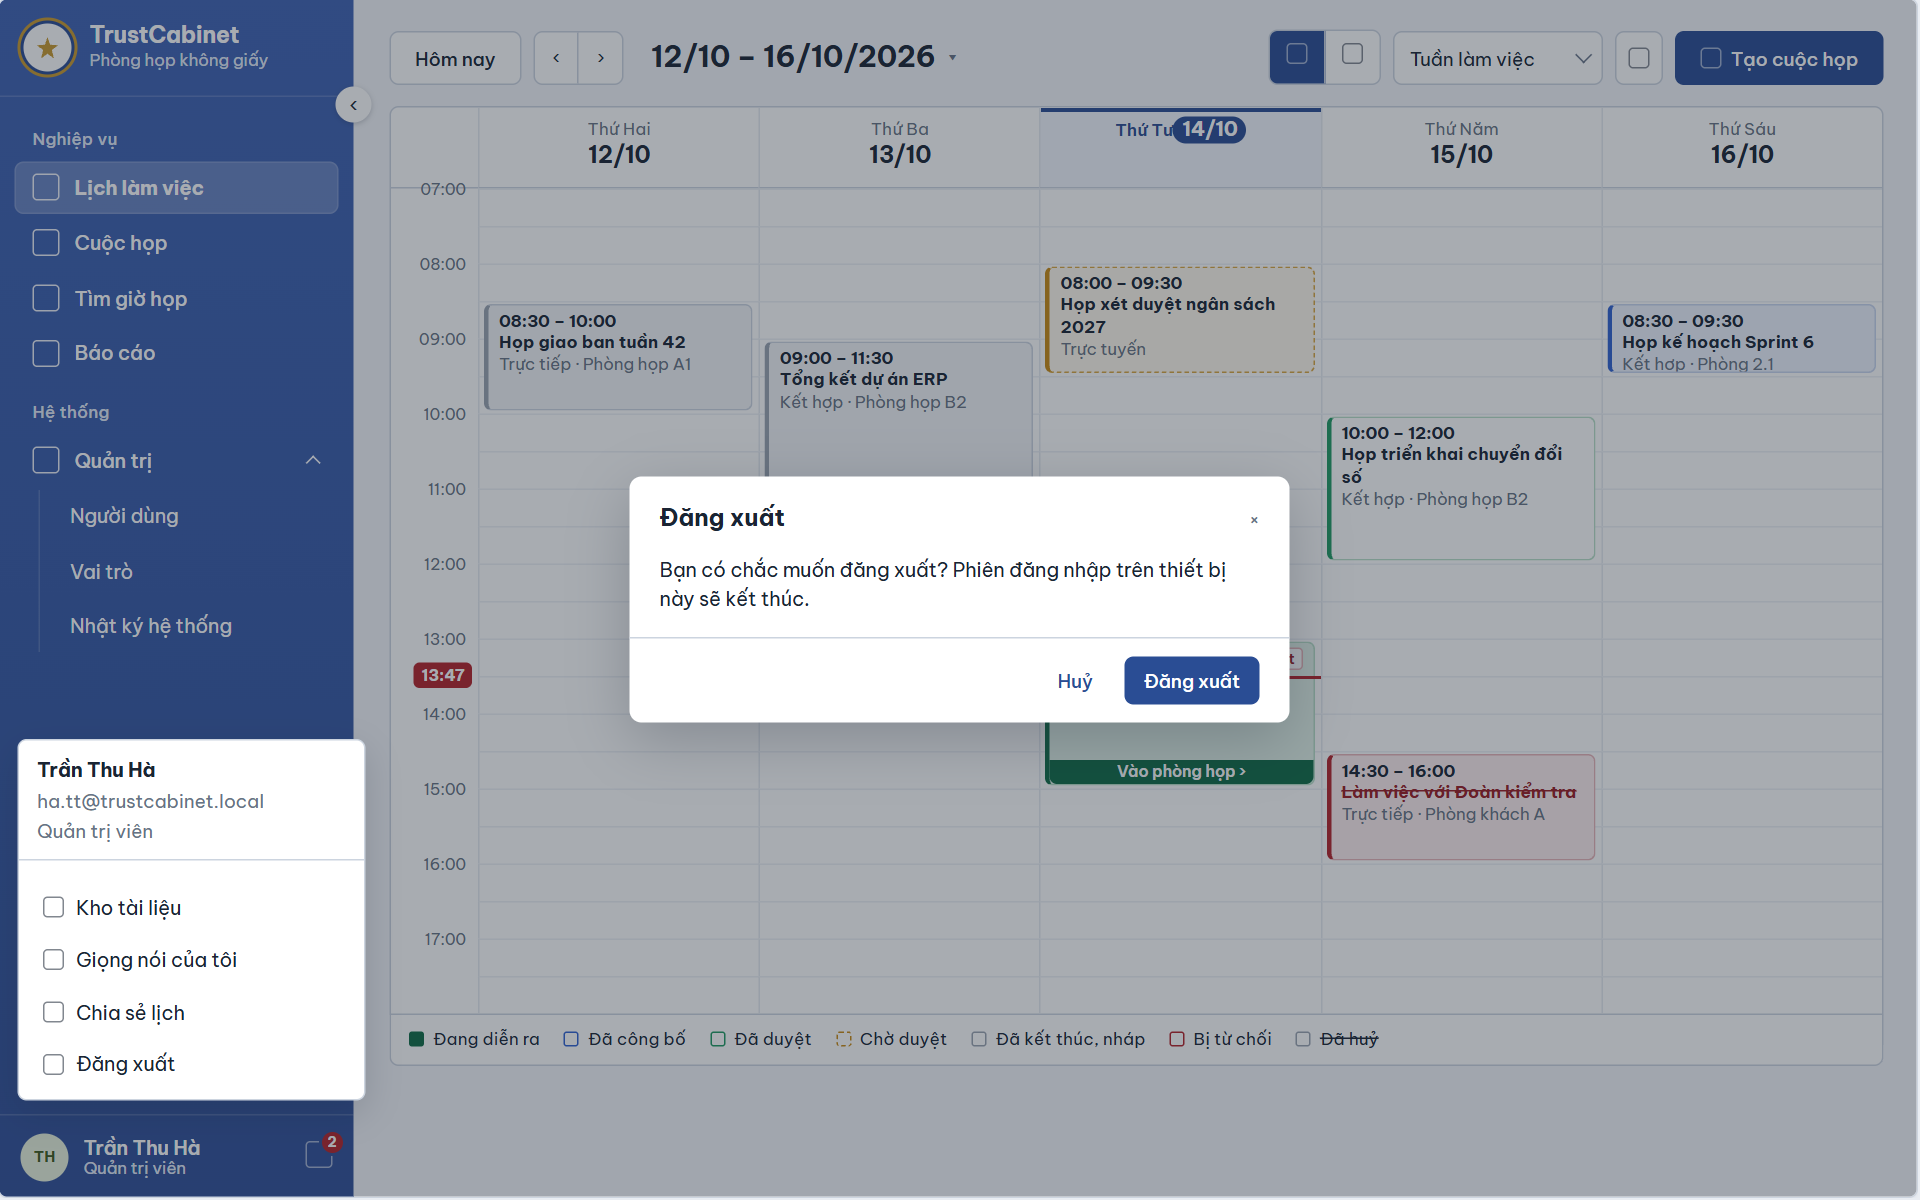 TrustCabinet
Phòng họp không giấy
Nghiệp vụ
Lịch làm việc
Cuộc họp
Tìm giờ họp
Báo cáo
Hệ thống
Quản trị
Người dùng
Vai trò
Nhật ký hệ thống
Trần Thu Hà
ha.tt@trustcabinet.local
Quản trị viên
Kho tài liệu
Giọng nói của tôi
Chia sẻ lịch
Đăng xuất
TH
Trần Thu Hà
Quản trị viên
2
Hôm nay
12/10 – 16/10/2026
Tuần làm việc
Tạo cuộc họp
Thứ Hai
12/10
Thứ Ba
13/10
Thứ Tư 14/10
Thứ Năm
15/10
Thứ Sáu
16/10
07:00
08:00
09:00
10:00
11:00
12:00
13:00
13:47
14:00
15:00
16:00
17:00
08:30 – 10:00
Họp giao ban tuần 42
Trực tiếp · Phòng họp A1
09:00 – 11:30
Tổng kết dự án ERP
Kết hợp · Phòng họp B2
08:00 – 09:30
Họp xét duyệt ngân sách
2027
Trực tuyến
t
Vào phòng họp ›
10:00 – 12:00
Họp triển khai chuyển đổi
số
Kết hợp · Phòng họp B2
14:30 – 16:00
Làm việc với Đoàn kiểm tra
Trực tiếp · Phòng khách A
08:30 – 09:30
Họp kế hoạch Sprint 6
Kết hợp · Phòng 2.1
Đăng xuất
×
Bạn có chắc muốn đăng xuất? Phiên đăng nhập trên thiết bị
này sẽ kết thúc.
Huỷ
Đăng xuất
Đang diễn ra
Đã công bố
Đã duyệt
Chờ duyệt
Đã kết thúc, nháp
Bị từ chối
Đã huỷ